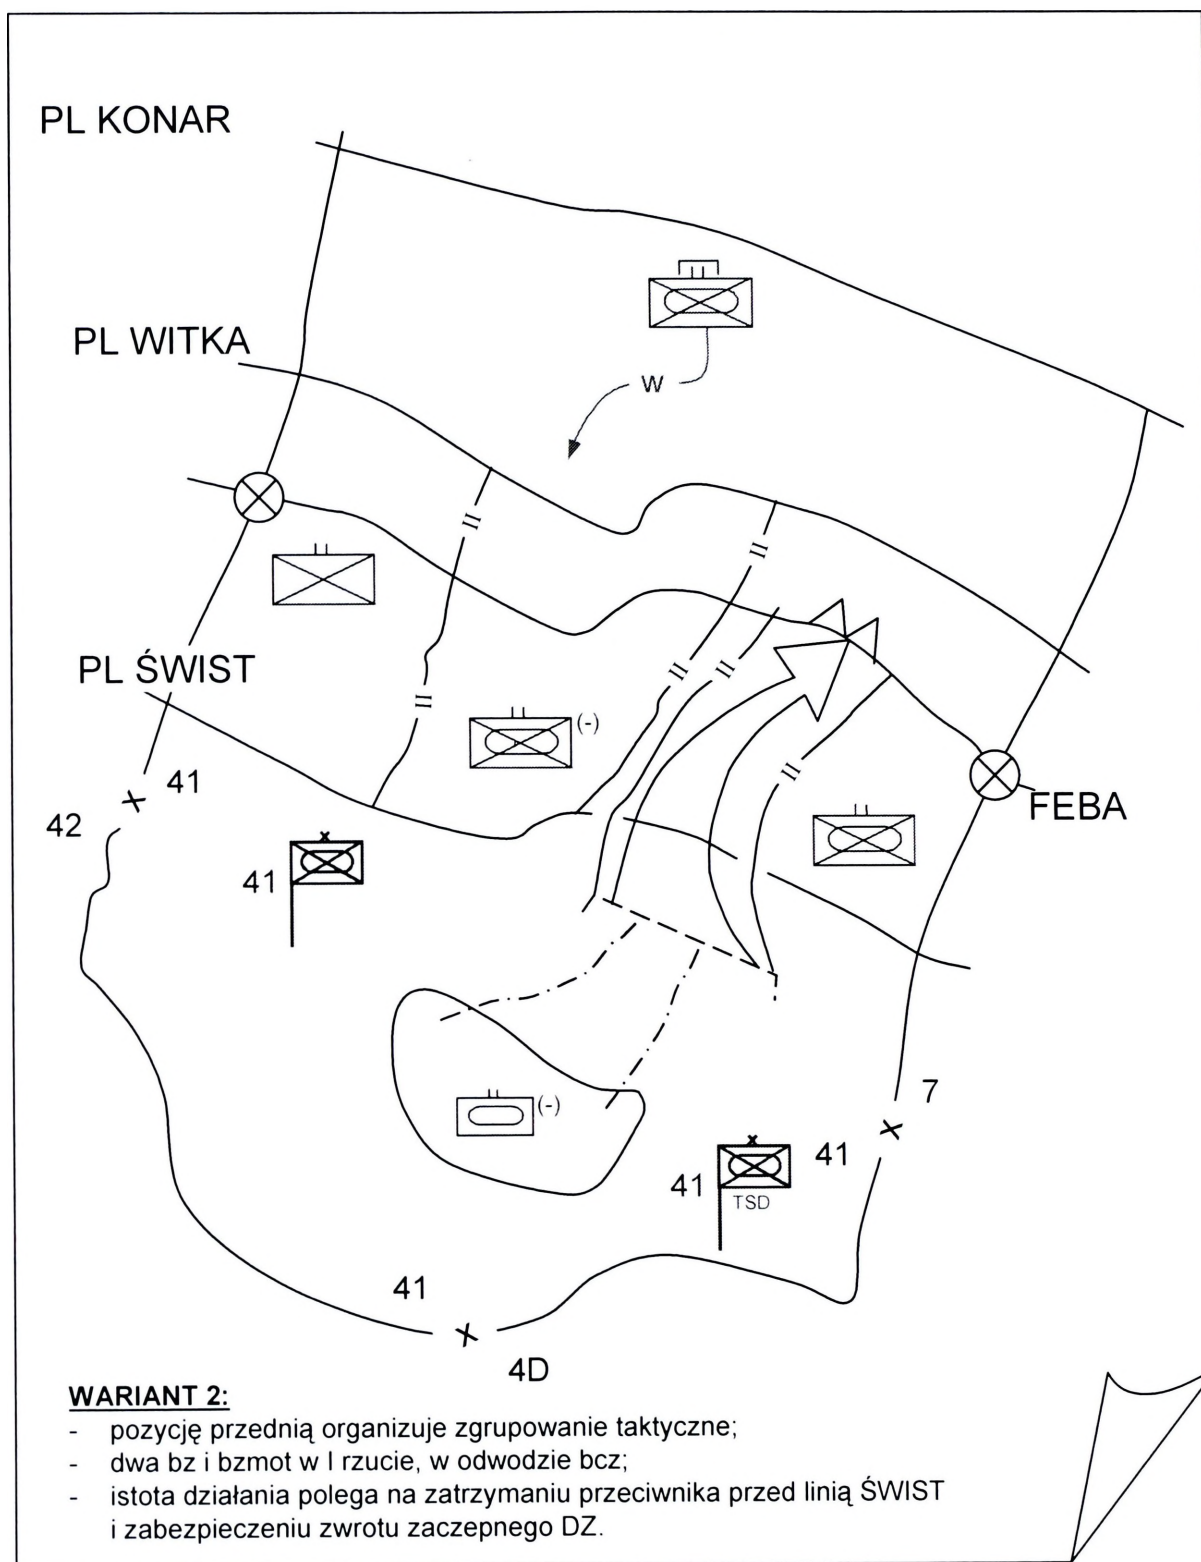 PL KONAR
PL WITKA
W
PL ŚWIST
(-)
41
42
FEBA
41
7
(-)
41
41
TSD
41
4D
WARIANT 2:
- pozycję przednią organizuje zgrupowanie taktyczne;
- dwa bz i bzmot w I rzucie, w odwodzie bcz;
- istota działania polega na zatrzymaniu przeciwnika przed linią ŚWIST
i zabezpieczeniu zwrotu zaczepnego DZ.